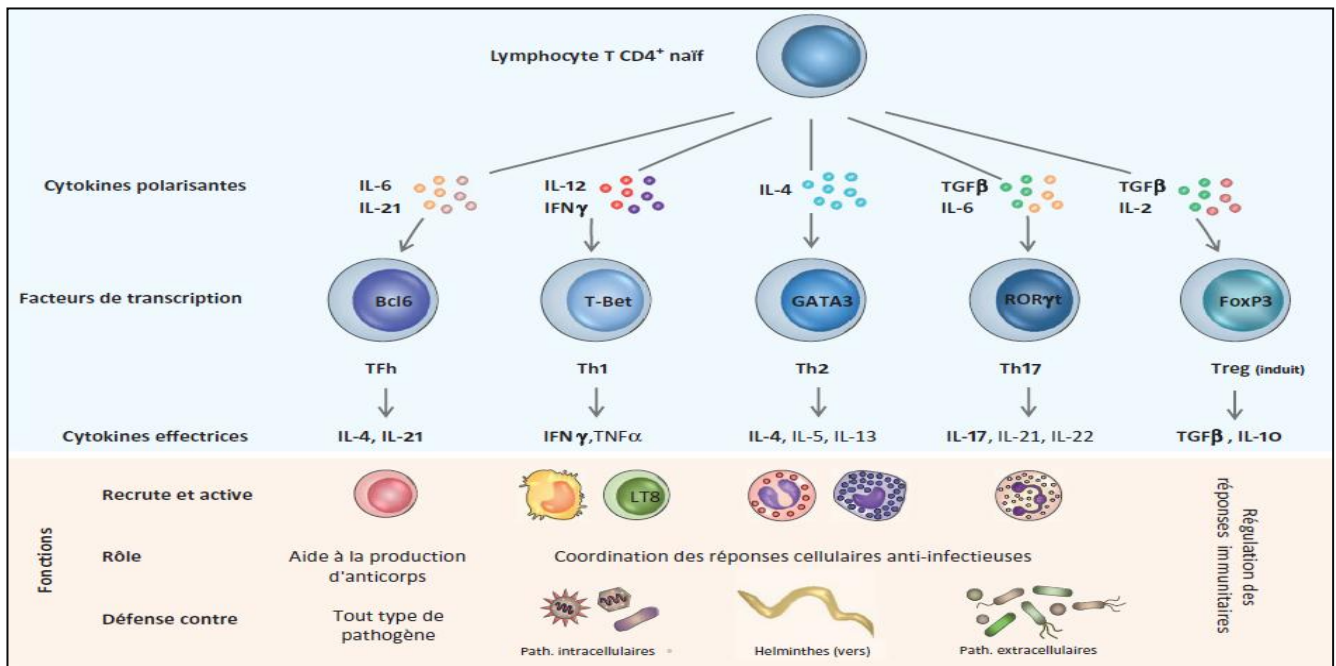 Lymphocyte T CD4⁺ naïf
Cytokines polarisantes
IL-6
IL-21
IL-12
IFNγ
IL-4
TGFβ
IL-6
TGFβ
IL-2
Facteurs de transcription
Bcl6
T-Bet
GATA3
RORγt
FoxP3
TFh
Th1
Th2
Th17
Treg (induit)
Cytokines effectrices
IL-4, IL-21
IFNγ,TNFα
IL-4, IL-5, IL-13
IL-17, IL-21, IL-22
TGFβ, IL-10
Fonctions
Recrute et active
LT8
Rôle
Aide à la production
d'anticorps
Coordination des réponses cellulaires anti-infectieuses
Régulation des
réponses immunitaires
Défense contre
Tout type de
pathogène
Path. intracellulaires
Helminthes (vers)
Path. extracellulaires